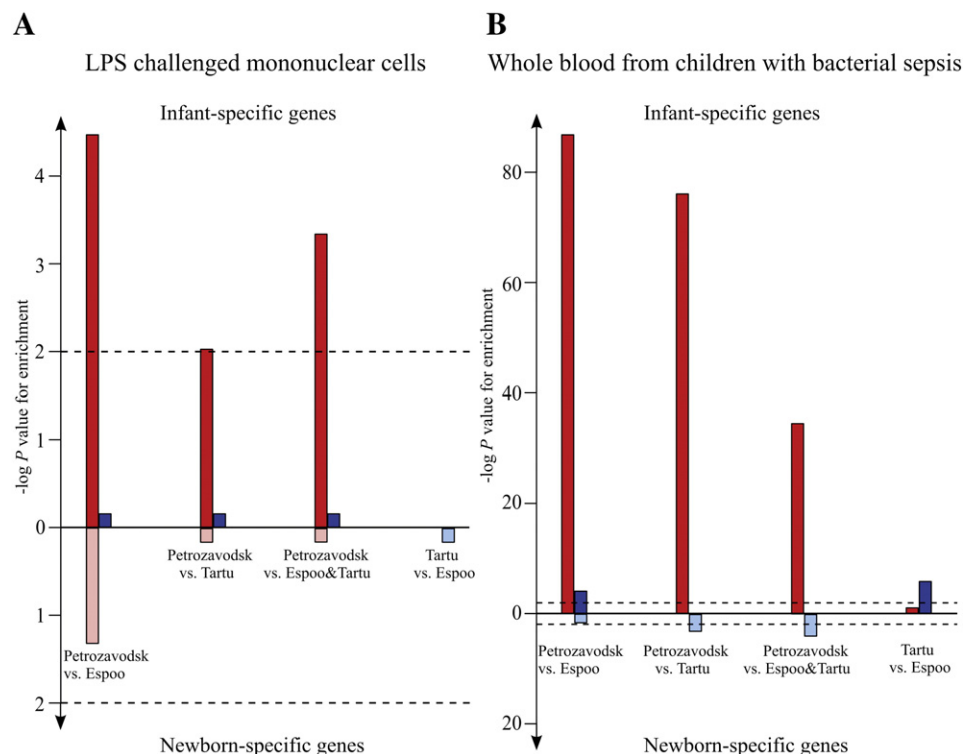 A
LPS challenged mononuclear cells
Infant-specific genes
-log P value for enrichment
4
3
2
1
0
1
2
Petrozavodsk
vs. Espoo
Petrozavodsk
vs. Tartu
Petrozavodsk
vs. Espoo&Tartu
Tartu
vs. Espoo
Newborn-specific genes
B
Whole blood from children with bacterial sepsis
Infant-specific genes
-log P value for enrichment
80
60
40
20
0
20
Petrozavodsk
vs. Espoo
Petrozavodsk
vs. Tartu
Petrozavodsk
vs. Espoo&Tartu
Tartu
vs. Espoo
Newborn-specific genes